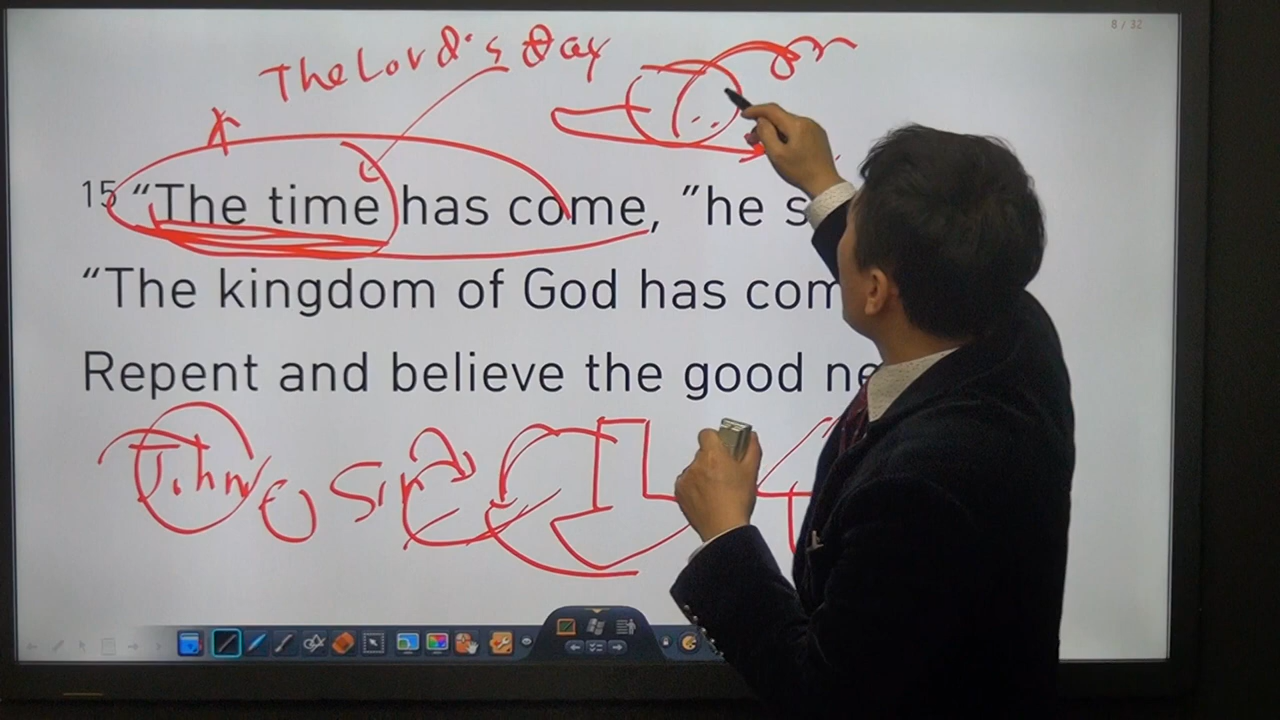 8 / 32
The Lord's Day
15 “The time has come, ”he s
“The kingdom of God has com
Repent and believe the good ne
John Sin